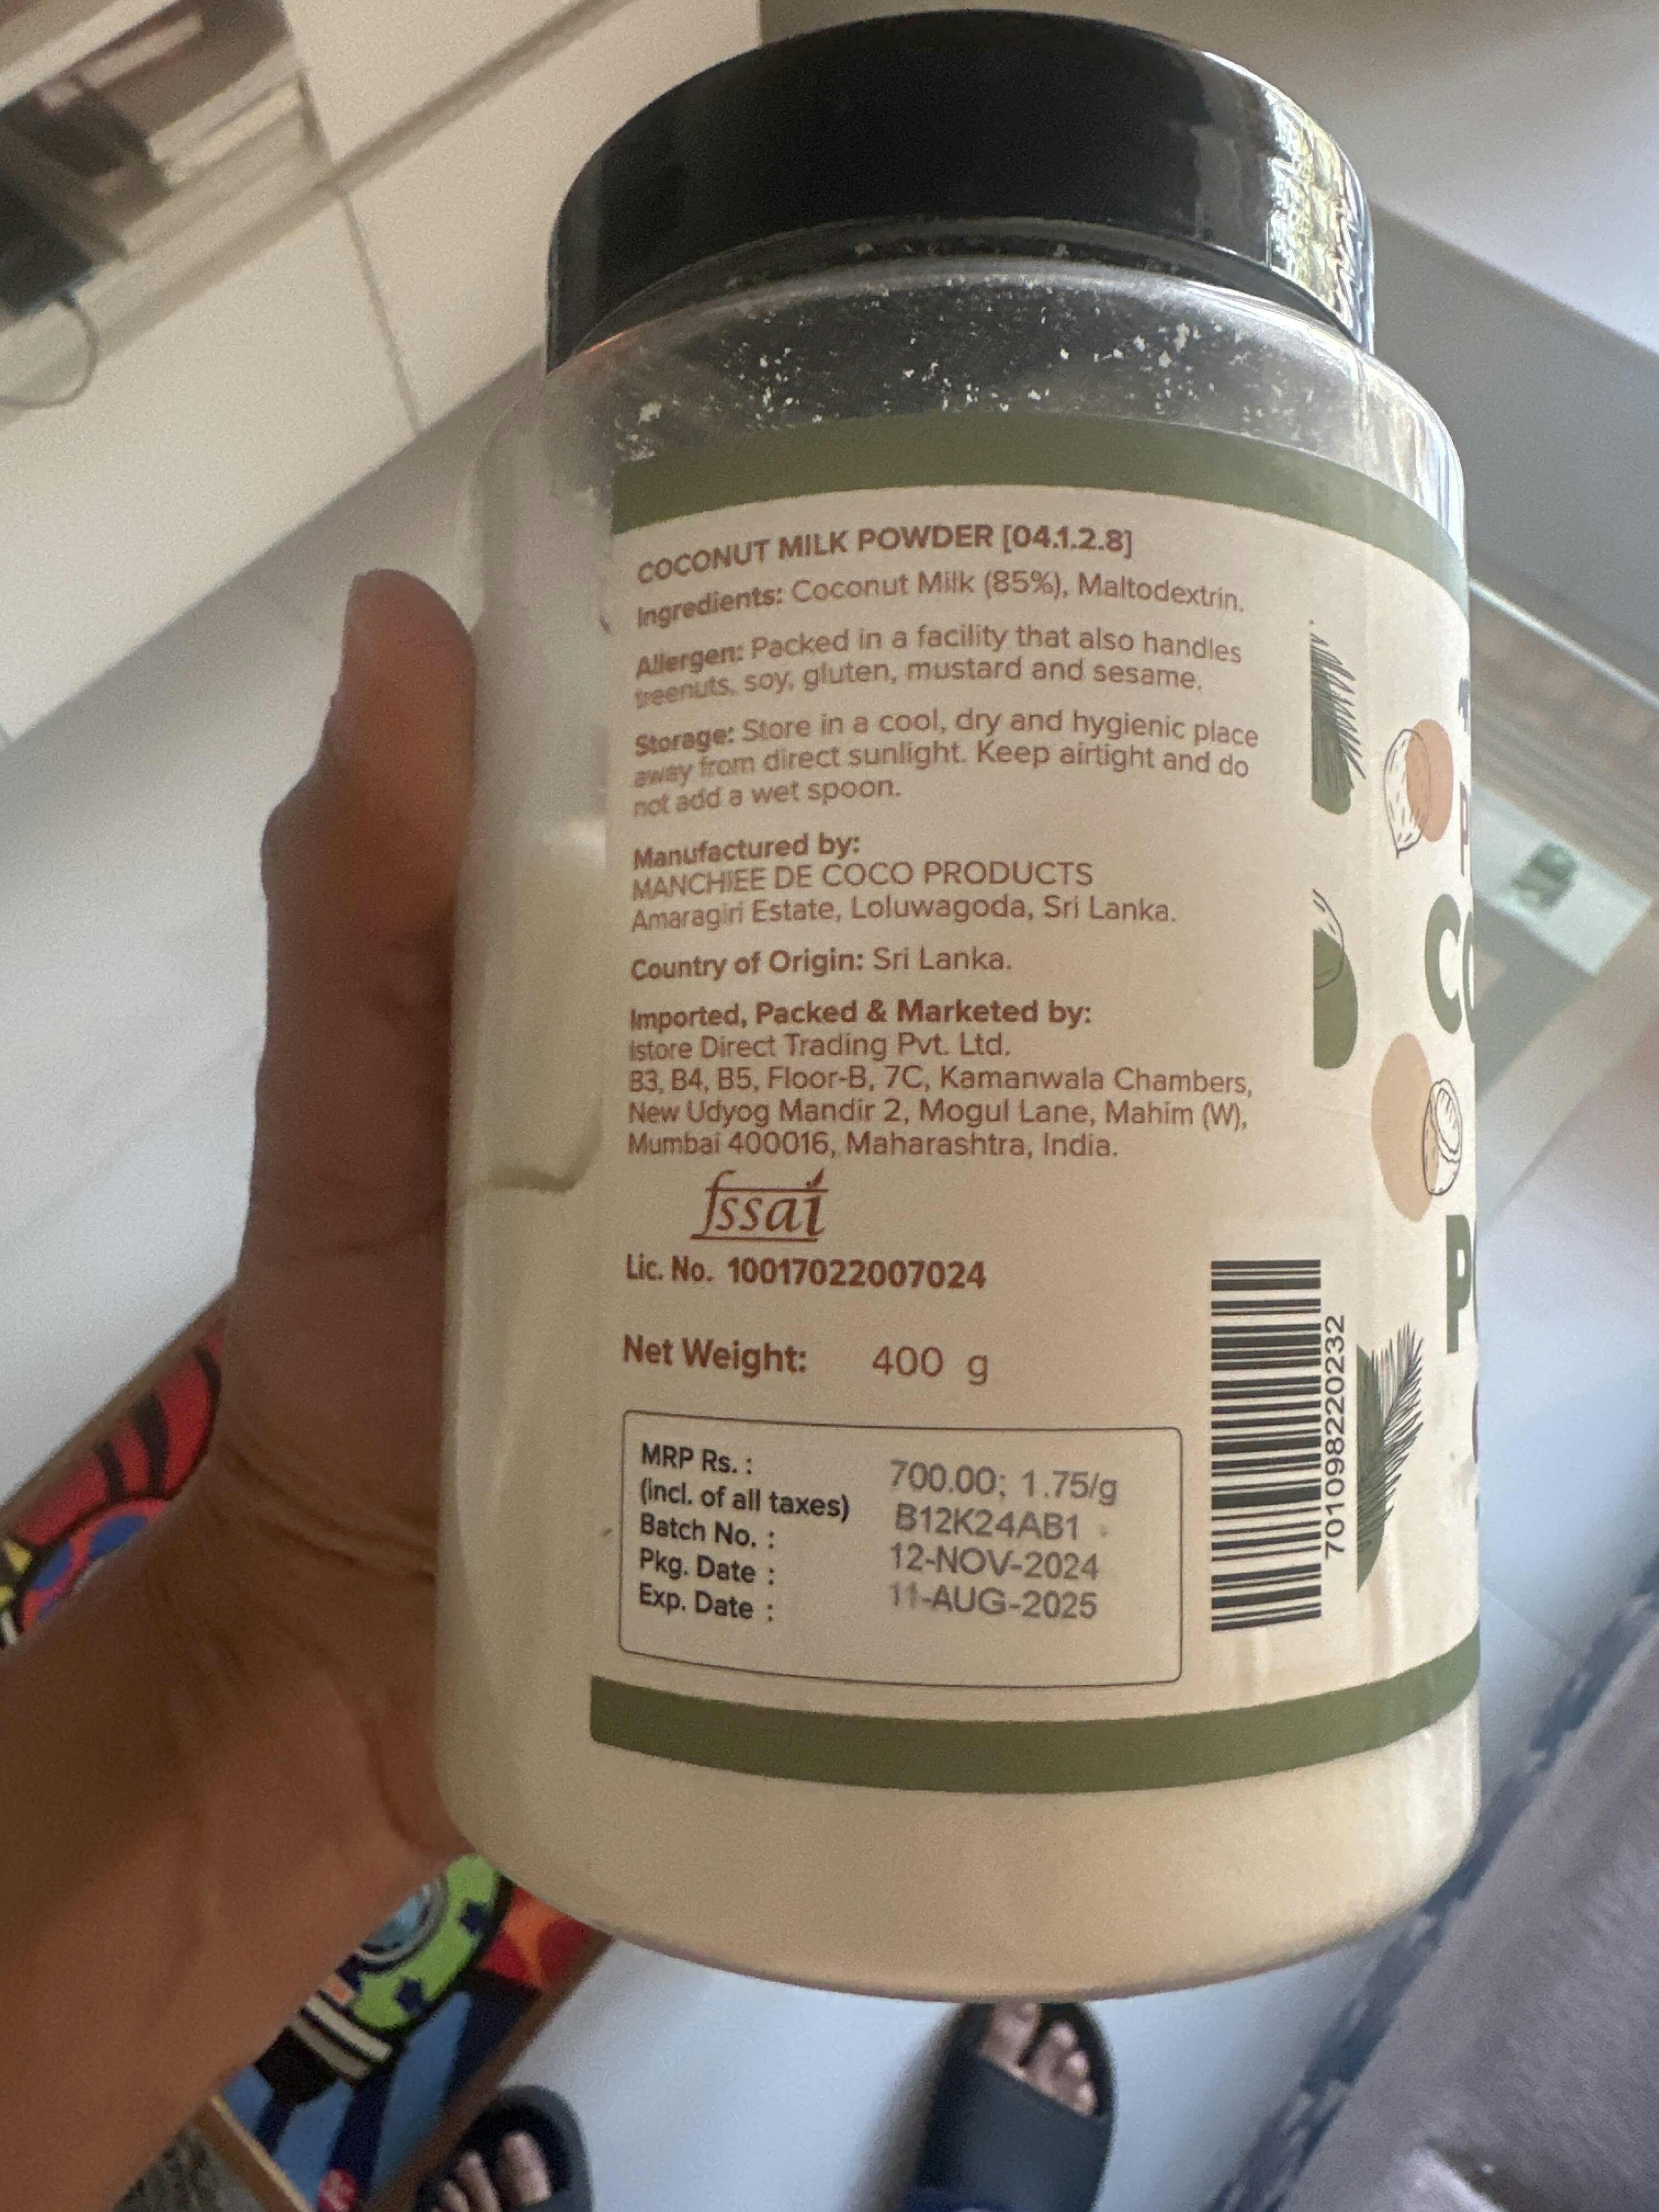 COCONUT MILK POWDER [04.1.2.8]
Ingredients: Coconut Milk (85%), Maltodextrin.
Allergen: Packed in a facility that also handles
treenuts, soy, gluten, mustard and sesame.
Storage: Store in a cool, dry and hygienic place
away from direct sunlight. Keep airtight and do
not add a wet spoon.
Manufactured by:
MANCHIEE DE COCO PRODUCTS
Amaragiri Estate, Loluwagoda, Sri Lanka.
Country of Origin: Sri Lanka.
Imported, Packed & Marketed by:
Istore Direct Trading Pvt. Ltd.
B3, B4, B5, Floor-B, 7C, Kamanwala Chambers,
New Udyog Mandir 2, Mogul Lane, Mahim (W),
Mumbai 400016, Maharashtra, India.
fssai
Lic. No. 10017022007024
Net Weight: 400 g
MRP Rs. : 700.00; 1.75/g
(incl. of all taxes)
Batch No. : B12K24AB1
Pkg. Date : 12-NOV-2024
Exp. Date : 11-AUG-2025
7010982202​32